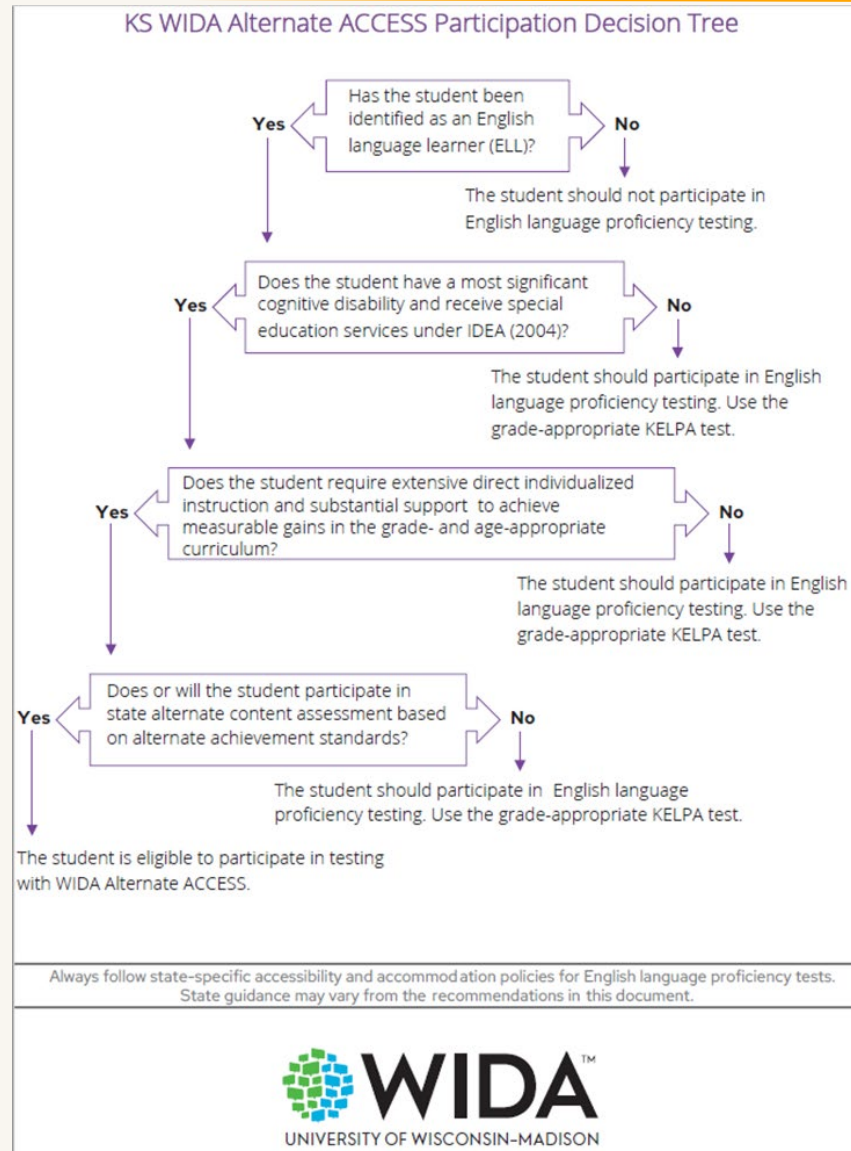 KS WIDA Alternate ACCESS Participation Decision Tree
Has the student been
identified as an English
language learner (ELL)?
Yes
No
The student should not participate in
English language proficiency testing.
Does the student have a most significant
cognitive disability and receive special
education services under IDEA (2004)?
Yes
No
The student should participate in English
language proficiency testing. Use the
grade-appropriate KELPA test.
Does the student require extensive direct individualized
instruction and substantial support to achieve
measurable gains in the grade- and age-appropriate
curriculum?
Yes
No
The student should participate in English
language proficiency testing. Use the
grade-appropriate KELPA test.
Does or will the student participate in
state alternate content assessment based
on alternate achievement standards?
Yes
No
The student should participate in English language
proficiency testing. Use the grade-appropriate KELPA test.
The student is eligible to participate in testing
with WIDA Alternate ACCESS.
Always follow state-specific accessibility and accommodation policies for English language proficiency tests.
State guidance may vary from the recommendations in this document.
WIDA™
UNIVERSITY OF WISCONSIN–MADISON